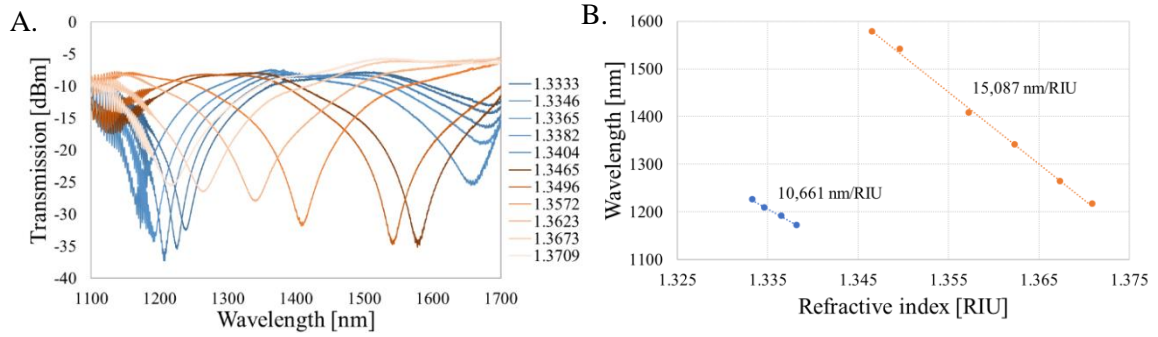 A.
0
-5
-10
-15
-20
-25
-30
-35
-40
Transmission [dBm]
1100 1200 1300 1400 1500 1600 1700
Wavelength [nm]
1.3333
1.3346
1.3365
1.3382
1.3404
1.3465
1.3496
1.3572
1.3623
1.3673
1.3709
B.
1600
1500
1400
1300
1200
1100
Wavelength [nm]
15,087 nm/RIU
10,661 nm/RIU
1.325 1.335 1.345 1.355 1.365 1.375
Refractive index [RIU]